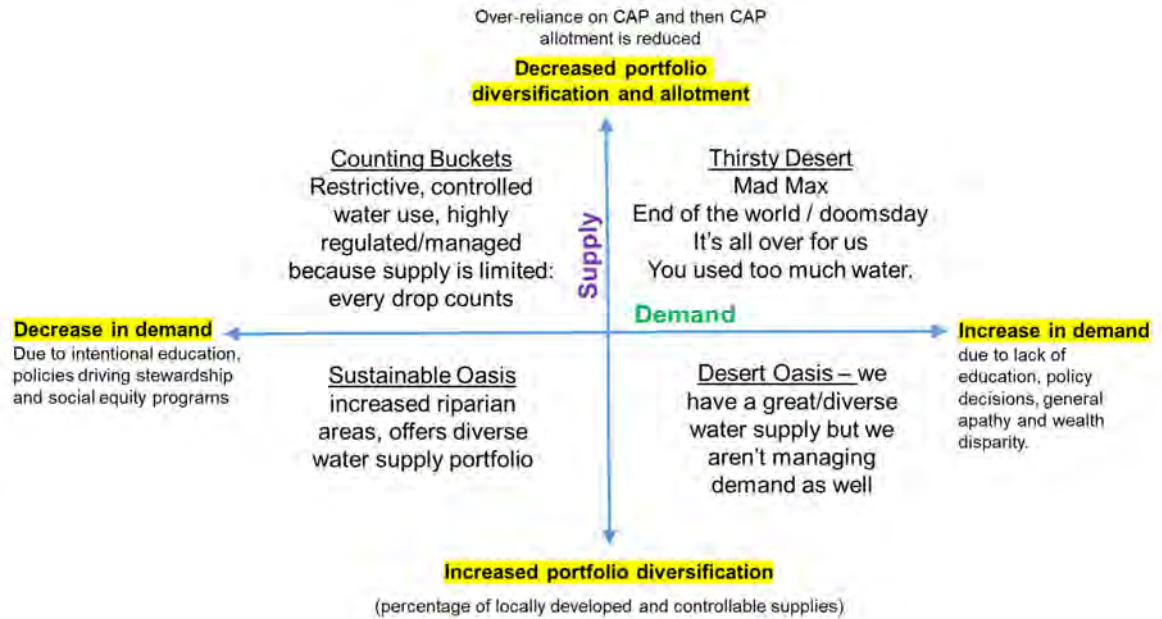 Over-reliance on CAP and then CAP
allotment is reduced
Decreased portfolio
diversification and allotment
Counting Buckets
Restrictive, controlled
water use, highly
regulated/managed
because supply is limited:
every drop counts
Supply
Thirsty Desert
Mad Max
End of the world / doomsday
It's all over for us
You used too much water.
Demand
Decrease in demand
Due to intentional education,
policies driving stewardship
and social equity programs
Increase in demand
due to lack of
education, policy
decisions, general
apathy and wealth
disparity.
Sustainable Oasis
increased riparian
areas, offers diverse
water supply portfolio
Desert Oasis – we
have a great/diverse
water supply but we
aren't managing
demand as well
Increased portfolio diversification
(percentage of locally developed and controllable supplies)